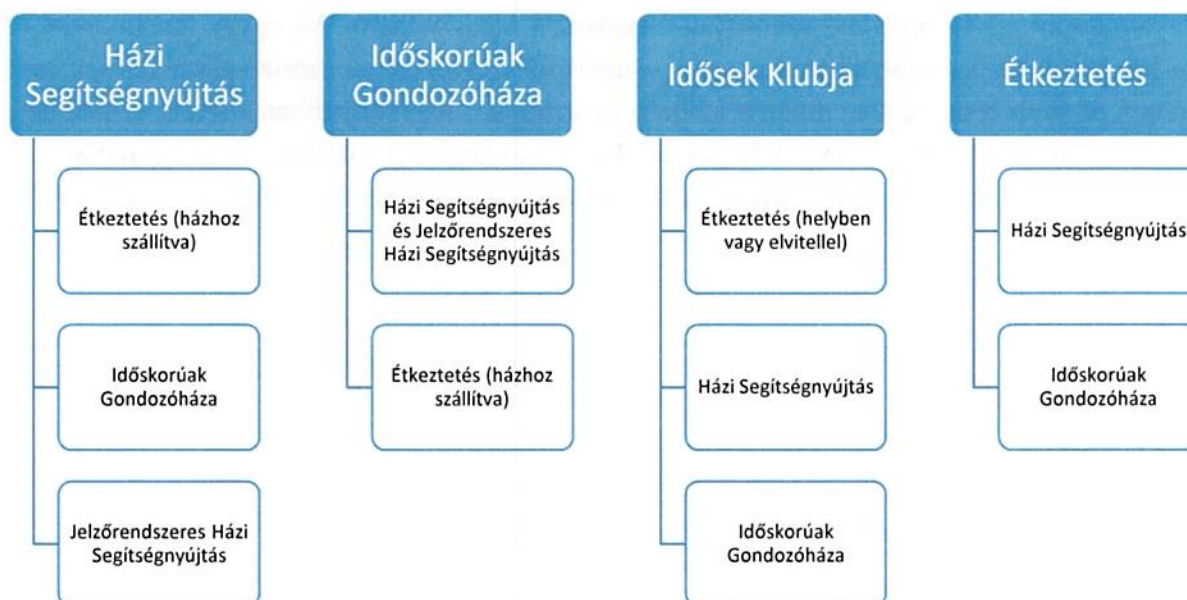 Házi
Segítségnyújtás
Étkeztetés (házhoz
szállítva)
Időskorúak
Gondozóháza
Jelzőrendszeres Házi
Segítségnyújtás
Időskorúak
Gondozóháza
Házi Segítségnyújtás
és Jelzőrendszeres
Házi Segítségnyújtás
Étkeztetés (házhoz
szállítva)
Idősek Klubja
Étkeztetés (helyben
vagy elvitellel)
Házi Segítségnyújtás
Időskorúak
Gondozóháza
Étkeztetés
Házi Segítségnyújtás
Időskorúak
Gondozóháza